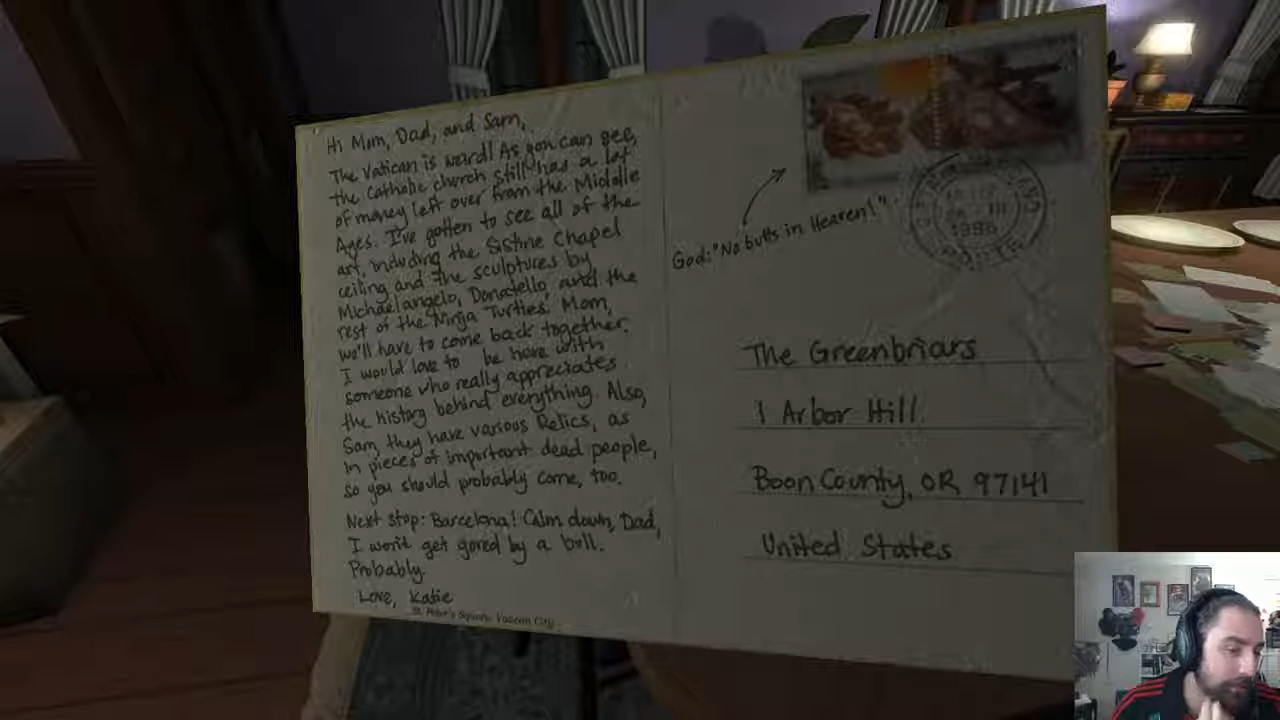 Hi Mom, Dad, and Sam,
The Vatican is weird! As you can see,
the Catholic church still has a lot
of money left over from the Middle
Ages. I've gotten to see all of the
art, including the Sistine Chapel
ceiling and the sculptures by
Michaelangelo, Donatello, and the
rest of the Ninja Turtles. Mom,
we'll have to come back together.
I would love to be here with
someone who really appreciates
the history behind everything. Also,
Sam, they have various Relics, as
in pieces of important dead people,
so you should probably come, too.
Next stop: Barcelona! Calm down, Dad,
I won't get gored by a bull.
Probably.
Love, Katie
St. Peter's Square, Vatican City
God: "No butts in Heaven!"
1995
The Greenbriars
1 Arbor Hill
Boon County, OR 97141
United States